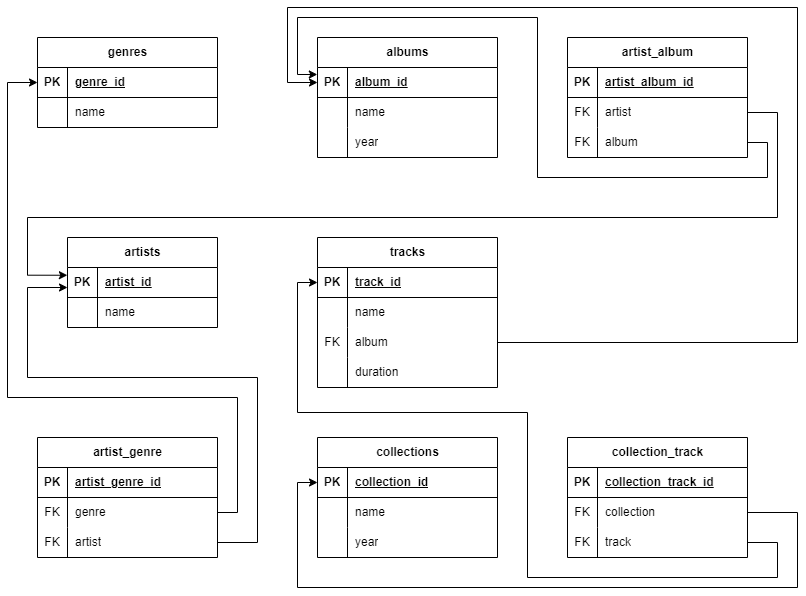 genres
PK genre_id
name
albums
PK album_id
name
year
artist_album
PK artist_album_id
FK artist
FK album
artists
PK artist_id
name
tracks
PK track_id
name
FK album
duration
artist_genre
PK artist_genre_id
FK genre
FK artist
collections
PK collection_id
name
year
collection_track
PK collection_track_id
FK collection
FK track